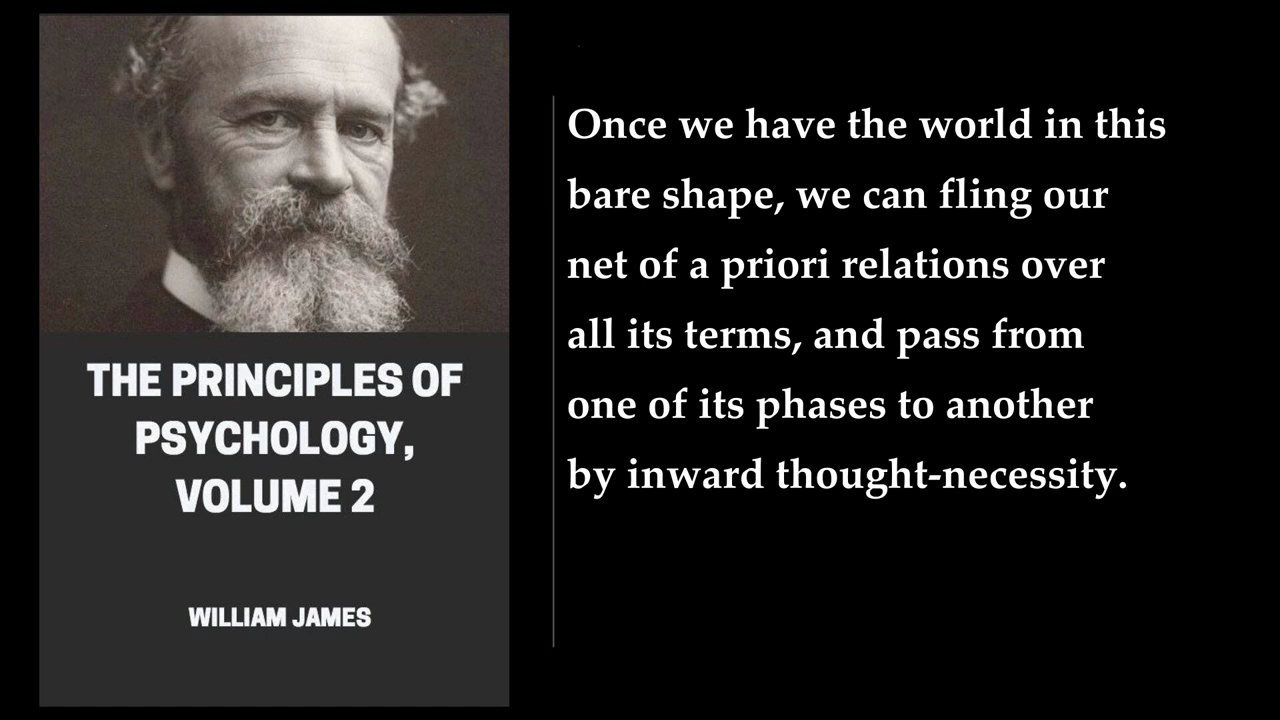 THE PRINCIPLES OF
PSYCHOLOGY,
VOLUME 2
WILLIAM JAMES
Once we have the world in this
bare shape, we can fling our
net of a priori relations over
all its terms, and pass from
one of its phases to another
by inward thought-necessity.